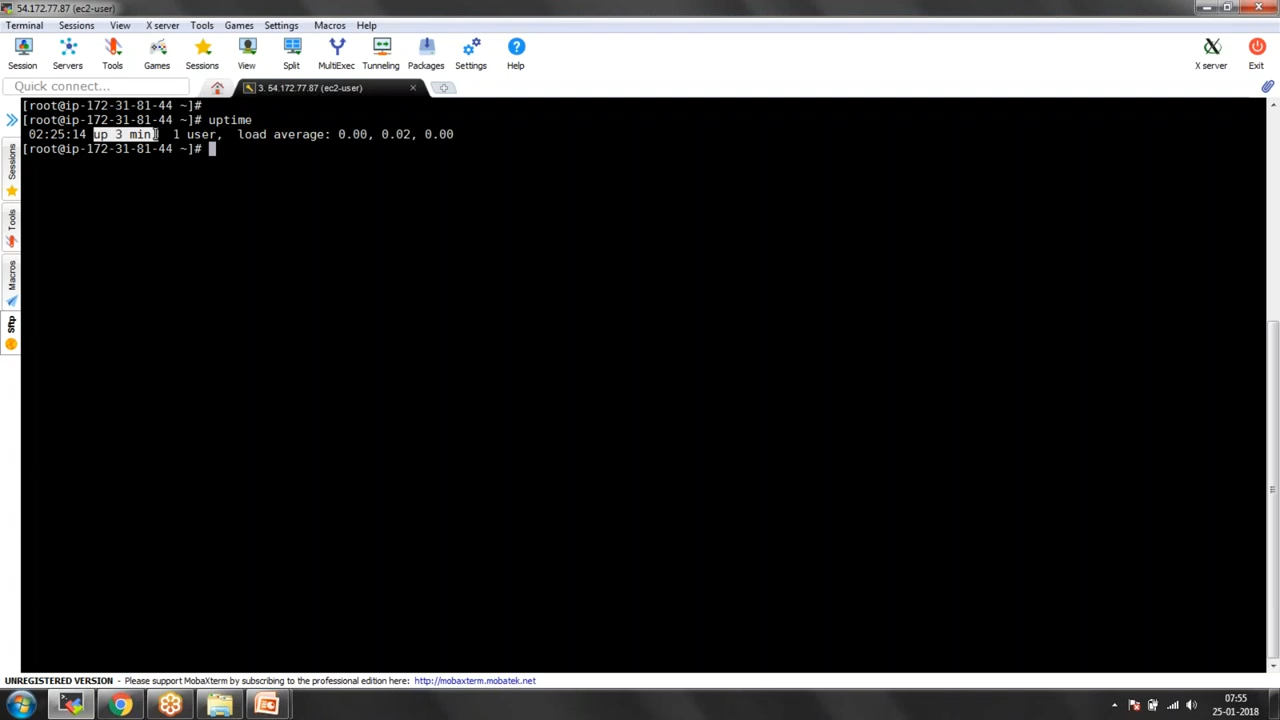 54.172.77.87 (ec2-user)
Terminal Sessions View X server Tools Games Settings Macros Help
Session Servers Tools Games Sessions View Split MultiExec Tunneling Packages Settings Help X server Exit
Quick connect... 3. 54.172.77.87 (ec2-user)
[root@ip-172-31-81-44 ~]#
[root@ip-172-31-81-44 ~]# uptime
02:25:14 up 3 min, 1 user, load average: 0.00, 0.02, 0.00
[root@ip-172-31-81-44 ~]#
Sessions
Tools
Macros
Sftp
UNREGISTERED VERSION - Please support MobaXterm by subscribing to the professional edition here: http://mobaxterm.mobatek.net
07:55
25-01-2018